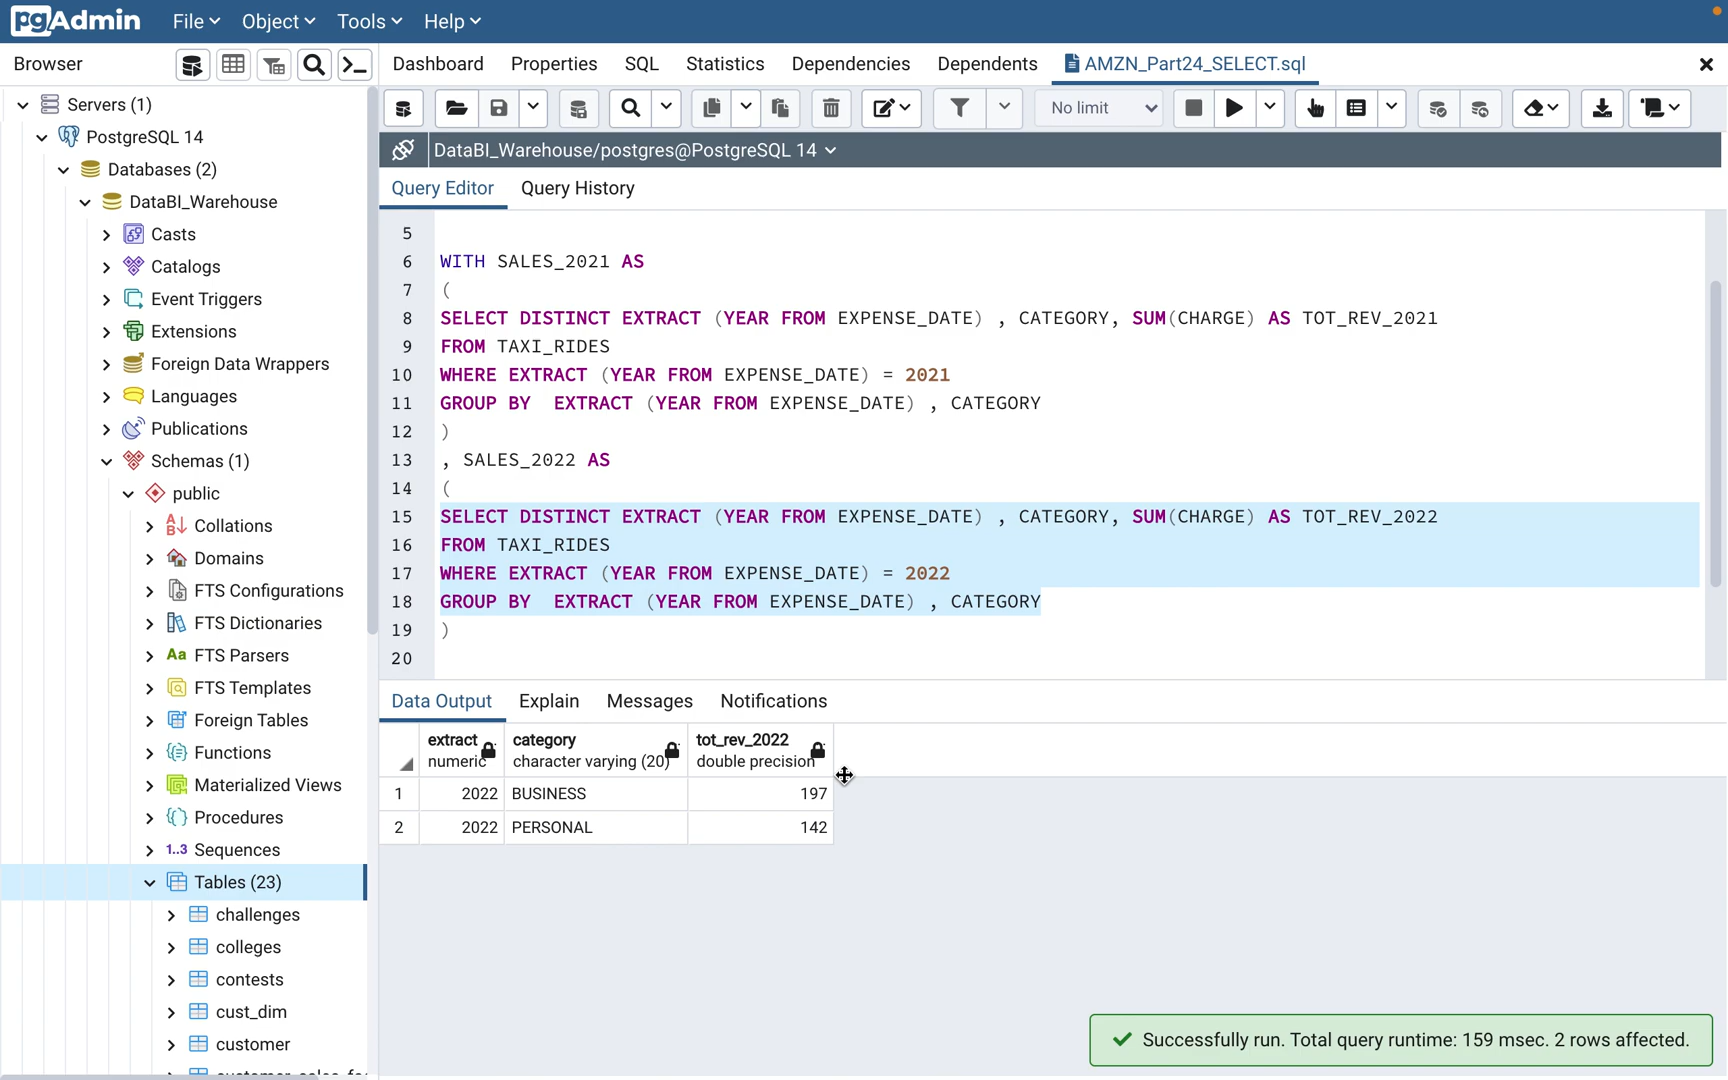 pgAdmin File Object Tools Help
Browser
Dashboard Properties SQL Statistics Dependencies Dependents AMZN_Part24_SELECT.sql
No limit
DataBI_Warehouse/postgres@PostgreSQL 14
Query Editor Query History
Servers (1)
PostgreSQL 14
Databases (2)
DataBI_Warehouse
Casts
Catalogs
Event Triggers
Extensions
Foreign Data Wrappers
Languages
Publications
Schemas (1)
public
Collations
Domains
FTS Configurations
FTS Dictionaries
Aa FTS Parsers
FTS Templates
Foreign Tables
Functions
Materialized Views
Procedures
1..3 Sequences
Tables (23)
challenges
colleges
contests
cust_dim
customer
5
6 WITH SALES_2021 AS
7 (
8 SELECT DISTINCT EXTRACT (YEAR FROM EXPENSE_DATE) , CATEGORY, SUM(CHARGE) AS TOT_REV_2021
9 FROM TAXI_RIDES
10 WHERE EXTRACT (YEAR FROM EXPENSE_DATE) = 2021
11 GROUP BY  EXTRACT (YEAR FROM EXPENSE_DATE) , CATEGORY
12 )
13 , SALES_2022 AS
14 (
15 SELECT DISTINCT EXTRACT (YEAR FROM EXPENSE_DATE) , CATEGORY, SUM(CHARGE) AS TOT_REV_2022
16 FROM TAXI_RIDES
17 WHERE EXTRACT (YEAR FROM EXPENSE_DATE) = 2022
18 GROUP BY  EXTRACT (YEAR FROM EXPENSE_DATE) , CATEGORY
19 )
20
Data Output Explain Messages Notifications
extract category tot_rev_2022
numeric character varying (20) double precision
1 2022 BUSINESS 197
2 2022 PERSONAL 142
Successfully run. Total query runtime: 159 msec. 2 rows affected.